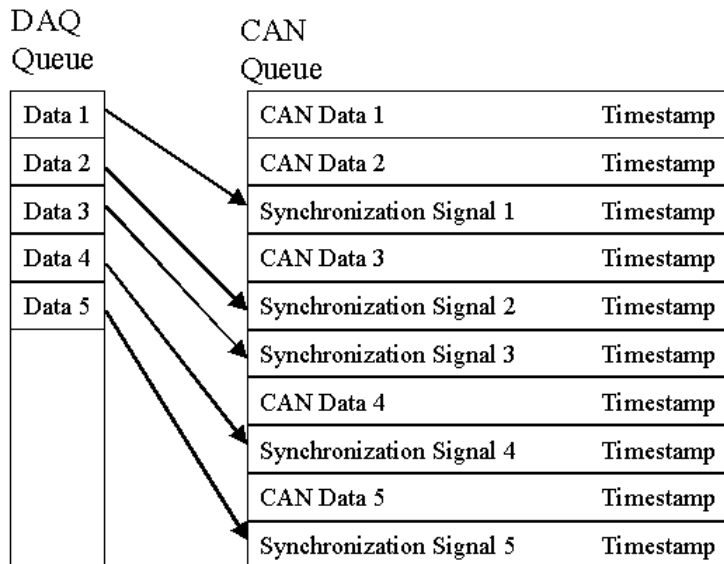 DAQ
Queue
Data 1
Data 2
Data 3
Data 4
Data 5
CAN
Queue
CAN Data 1 Timestamp
CAN Data 2 Timestamp
Synchronization Signal 1 Timestamp
CAN Data 3 Timestamp
Synchronization Signal 2 Timestamp
Synchronization Signal 3 Timestamp
CAN Data 4 Timestamp
Synchronization Signal 4 Timestamp
CAN Data 5 Timestamp
Synchronization Signal 5 Timestamp